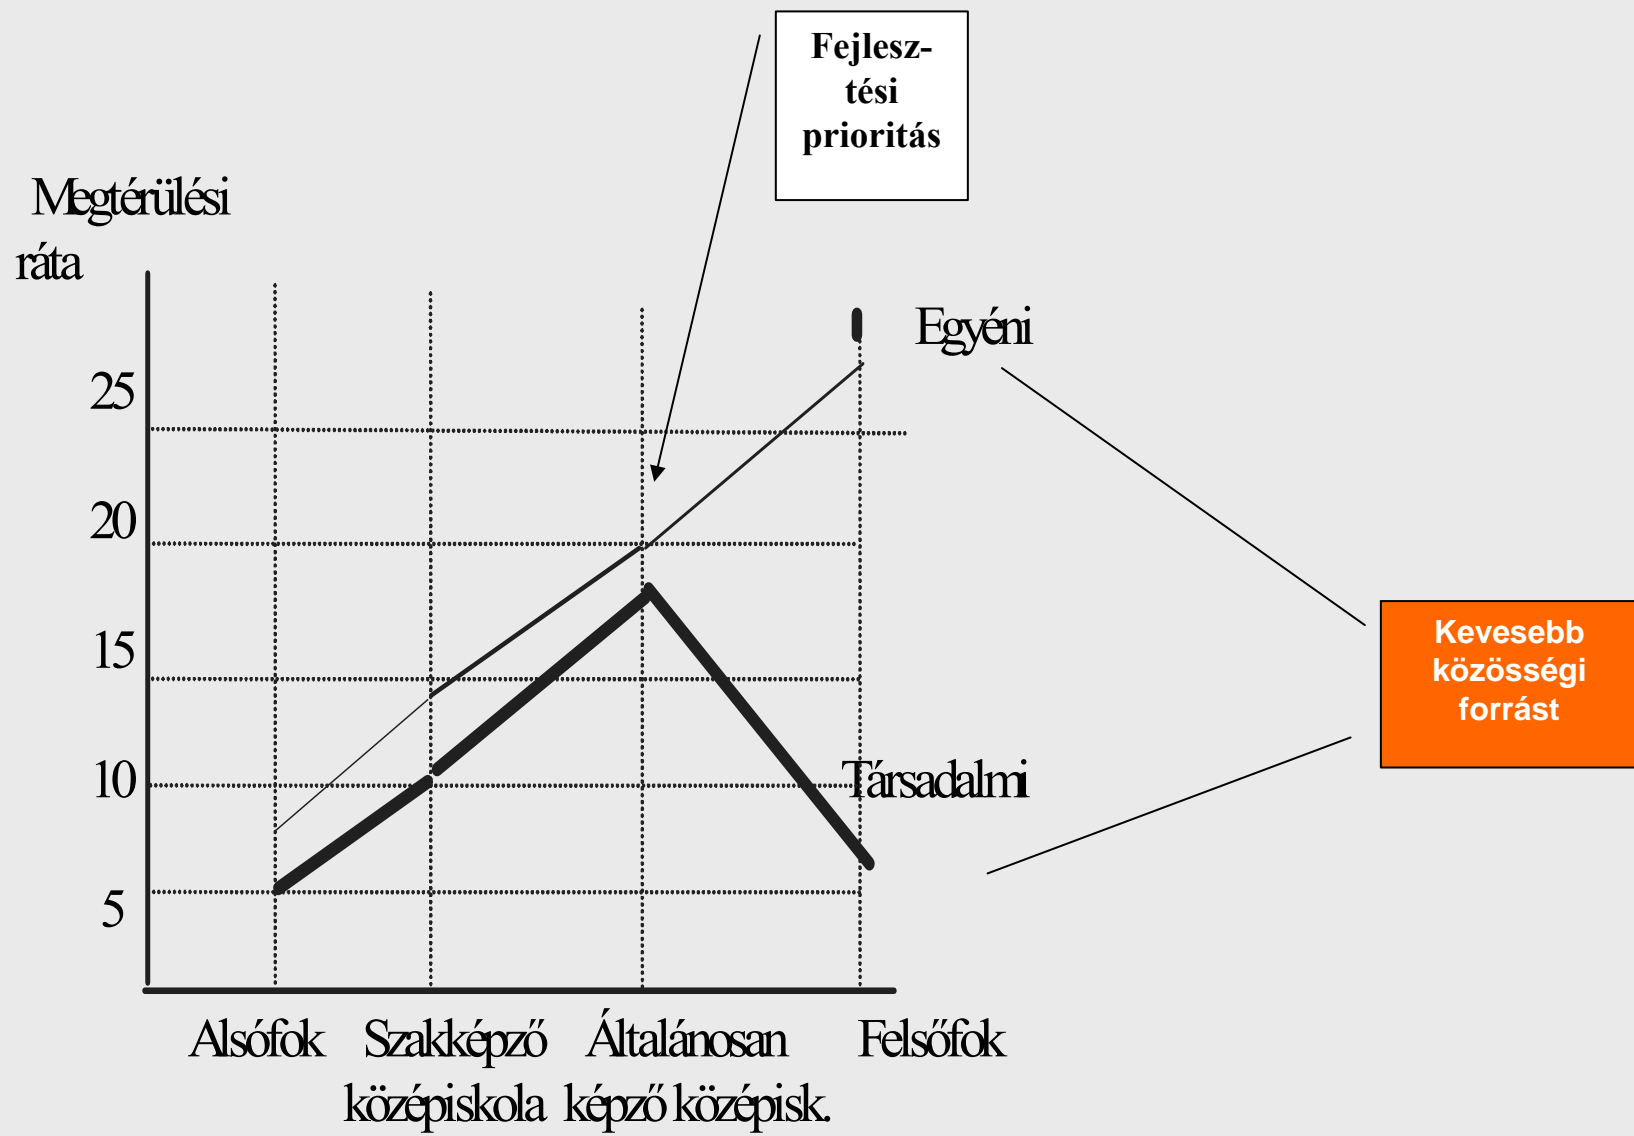 Fejlesz-
tési
prioritás
Megtérülési
ráta
Egyéni
25
20
15
10
5
Társadalmi
Kevesebb
közösségi
forrást
Alsófok Szakképző Általánosan Felsőfok
középiskola képző középisk.